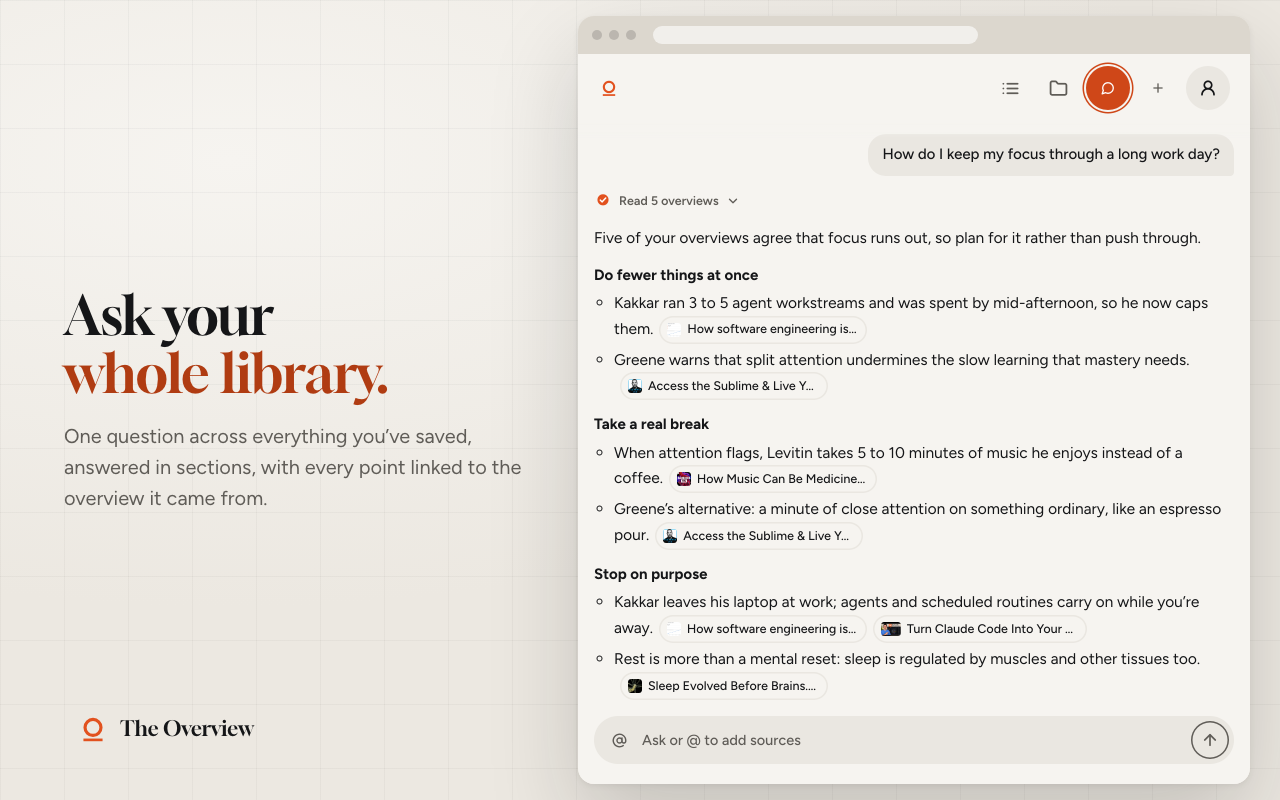 Ask your
whole library.
One question across everything you’ve saved,
answered in sections, with every point linked to the
overview it came from.
The Overview
How do I keep my focus through a long work day?
Read 5 overviews
Five of your overviews agree that focus runs out, so plan for it rather than push through.
Do fewer things at once
Kakkar ran 3 to 5 agent workstreams and was spent by mid-afternoon, so he now caps
them. How software engineering is...
Greene warns that split attention undermines the slow learning that mastery needs.
Access the Sublime & Live Y...
Take a real break
When attention flags, Levitin takes 5 to 10 minutes of music he enjoys instead of a
coffee. How Music Can Be Medicine...
Greene’s alternative: a minute of close attention on something ordinary, like an espresso
pour. Access the Sublime & Live Y...
Stop on purpose
Kakkar leaves his laptop at work; agents and scheduled routines carry on while you’re
away. How software engineering is... Turn Claude Code Into Your ...
Rest is more than a mental reset: sleep is regulated by muscles and other tissues too.
Sleep Evolved Before Brains....
@ Ask or @ to add sources